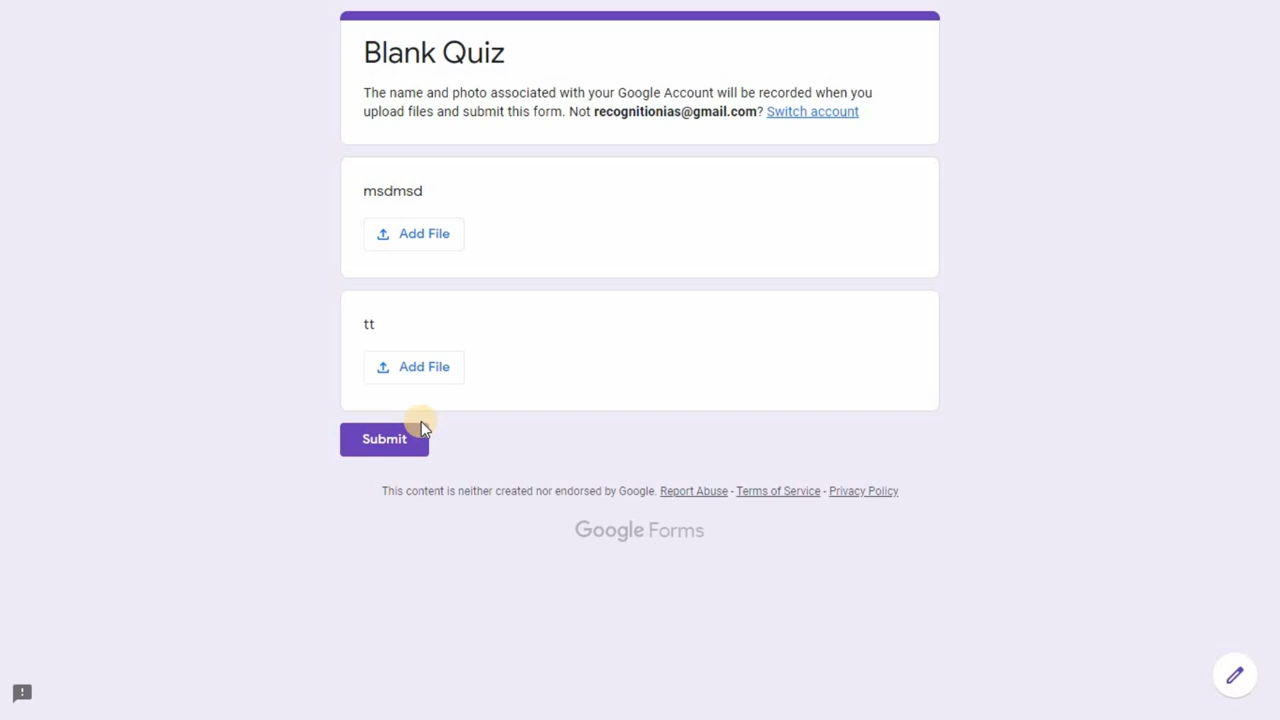 Blank Quiz
The name and photo associated with your Google Account will be recorded when you
upload files and submit this form. Not recognitionias@gmail.com? Switch account
msdmsd
Add File
tt
Add File
Submit
This content is neither created nor endorsed by Google. Report Abuse - Terms of Service - Privacy Policy
Google Forms